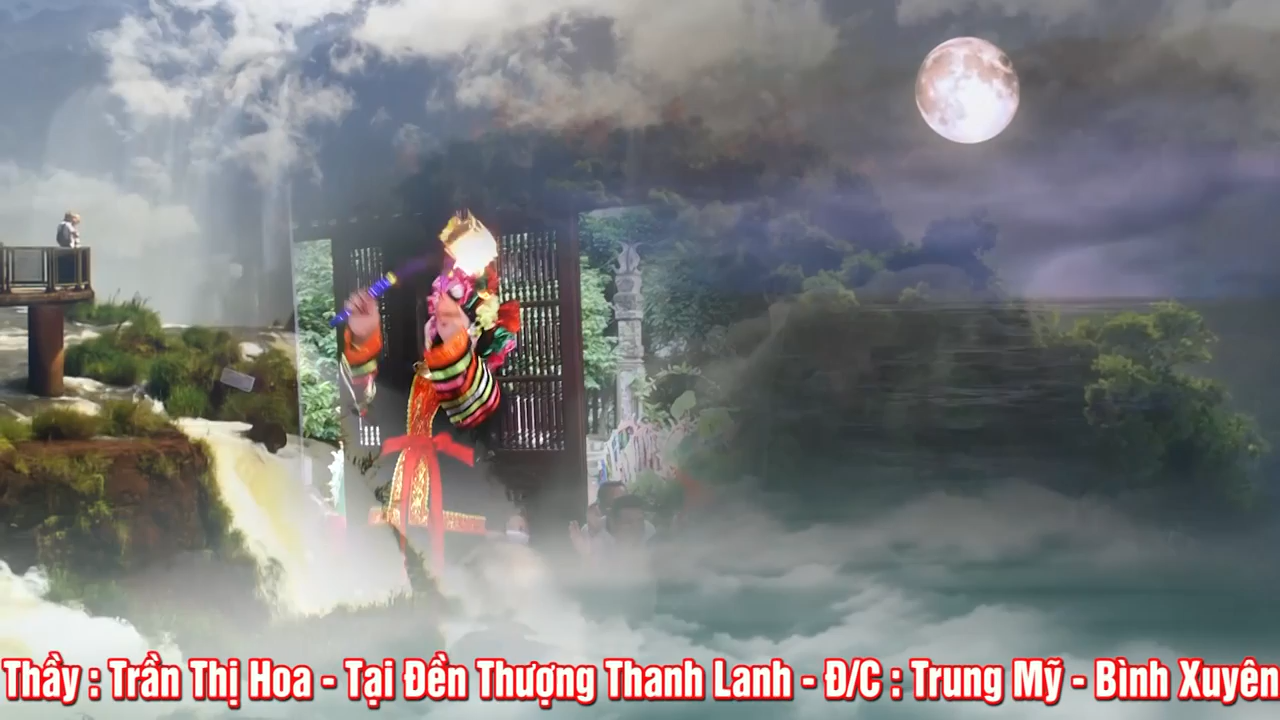 Thầy : Trần Thị Hoa - Tại Đền Thượng Thanh Lanh - Đ/C : Trung Mỹ - Bình Xuyên